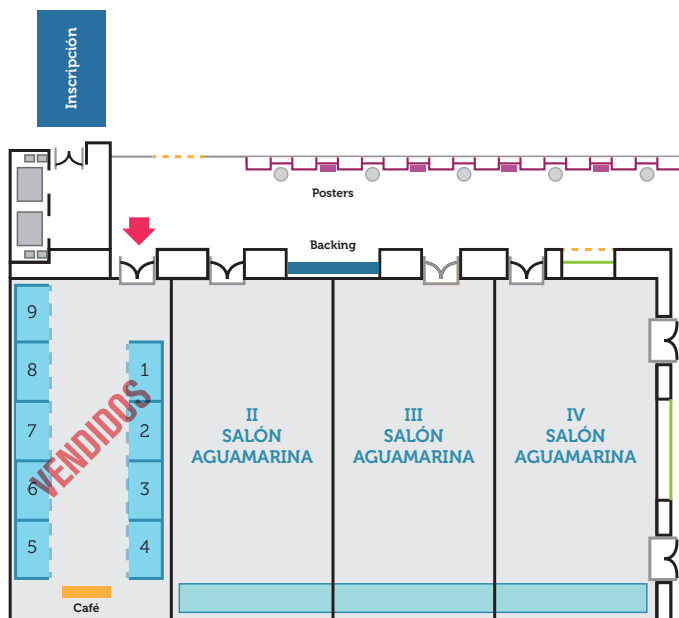 Inscripción
Posters
Backing
9
8
7
6
5
1
2
3
4
VENDIDOS
II
SALÓN
AGUAMARINA
III
SALÓN
AGUAMARINA
IV
SALÓN
AGUAMARINA
Café